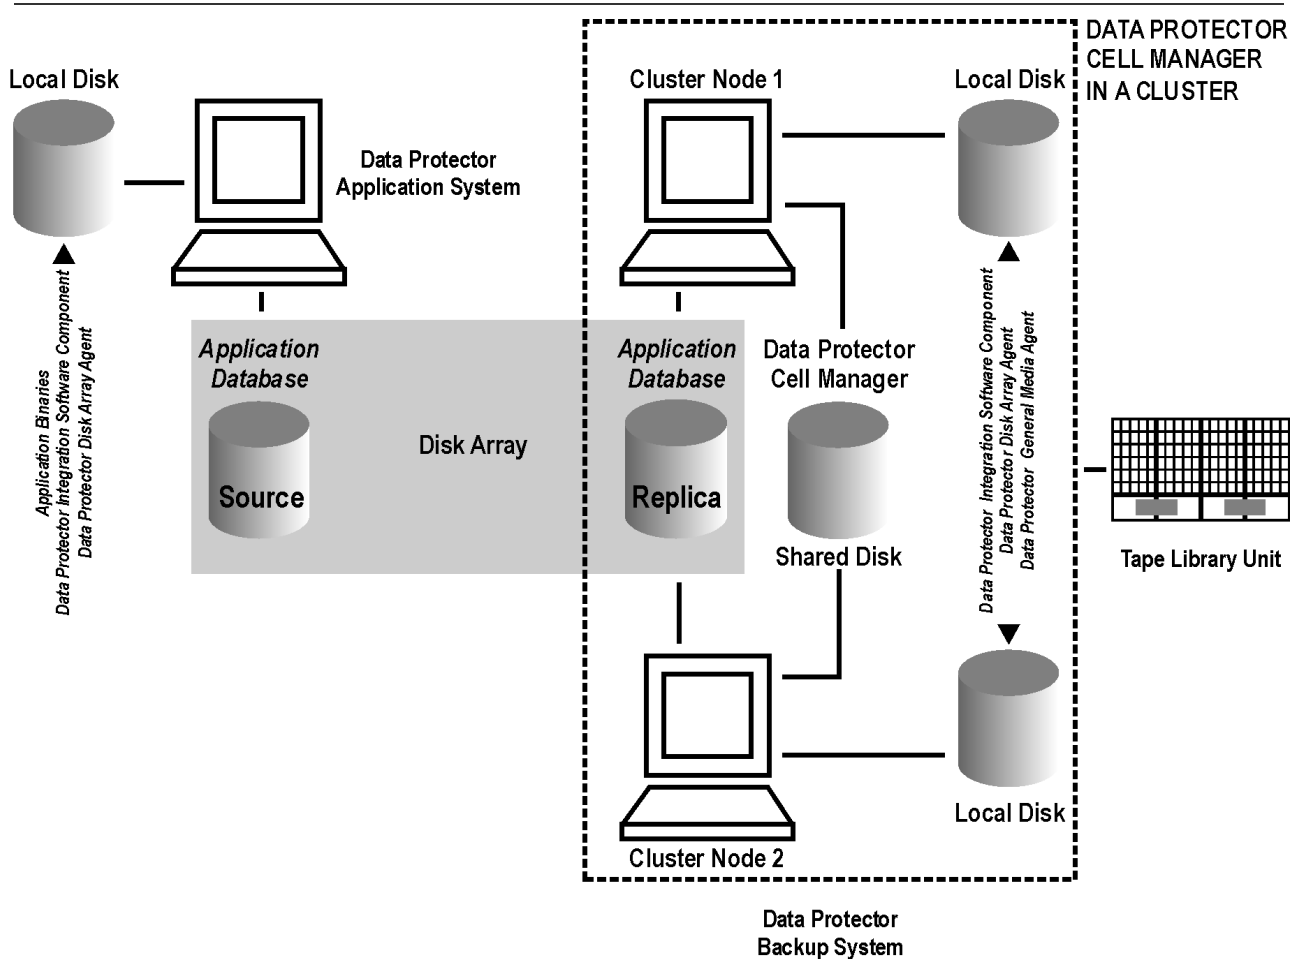 DATA PROTECTOR
CELL MANAGER
IN A CLUSTER
Local Disk
Cluster Node 1
Local Disk
Data Protector
Application System
Application Binaries
Data Protector Integration Software Component
Data Protector Disk Array Agent
Application
Database
Source
Disk Array
Application
Database
Replica
Data Protector
Cell Manager
Shared Disk
Data Protector Integration Software Component
Data Protector Disk Array Agent
Data Protector General Media Agent
Tape Library Unit
Local Disk
Cluster Node 2
Data Protector
Backup System